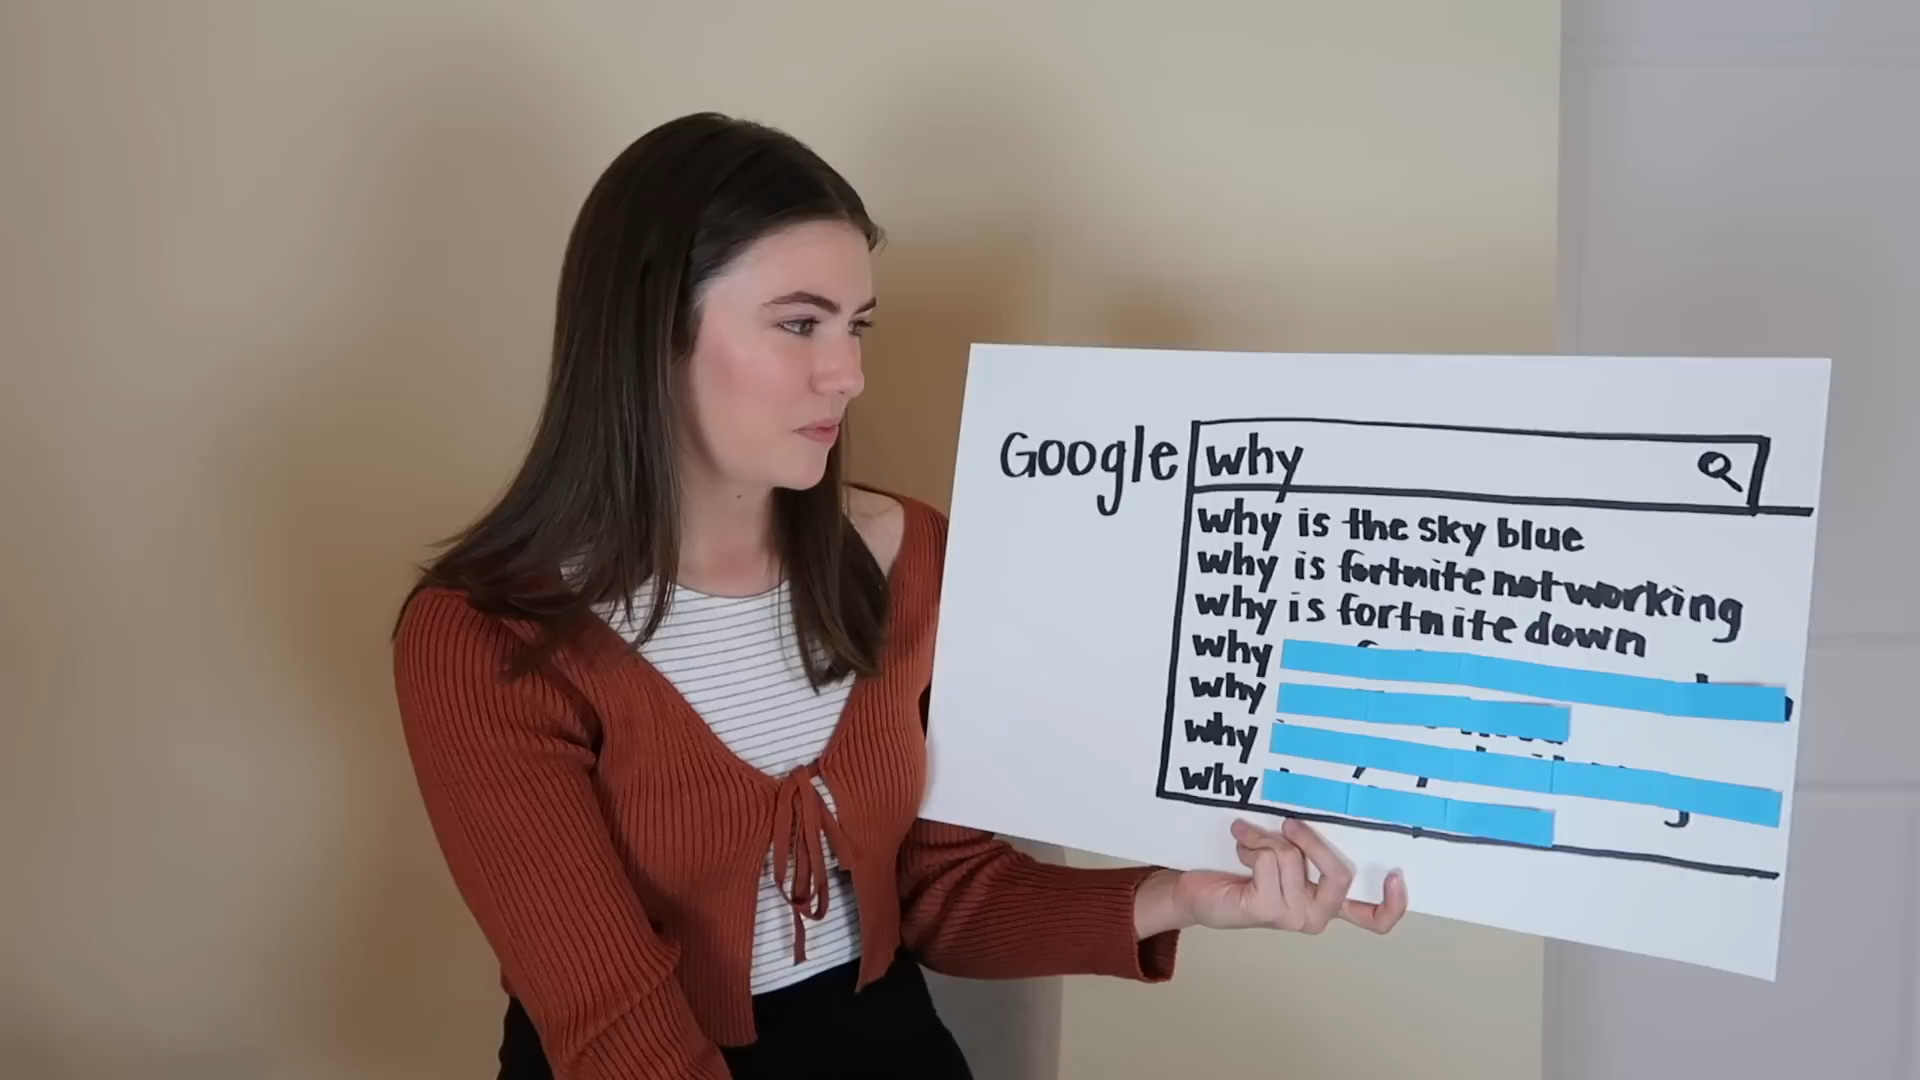 Google why
why is the sky blue
why is fortnite not working
why is fortnite down
why
why
why
why